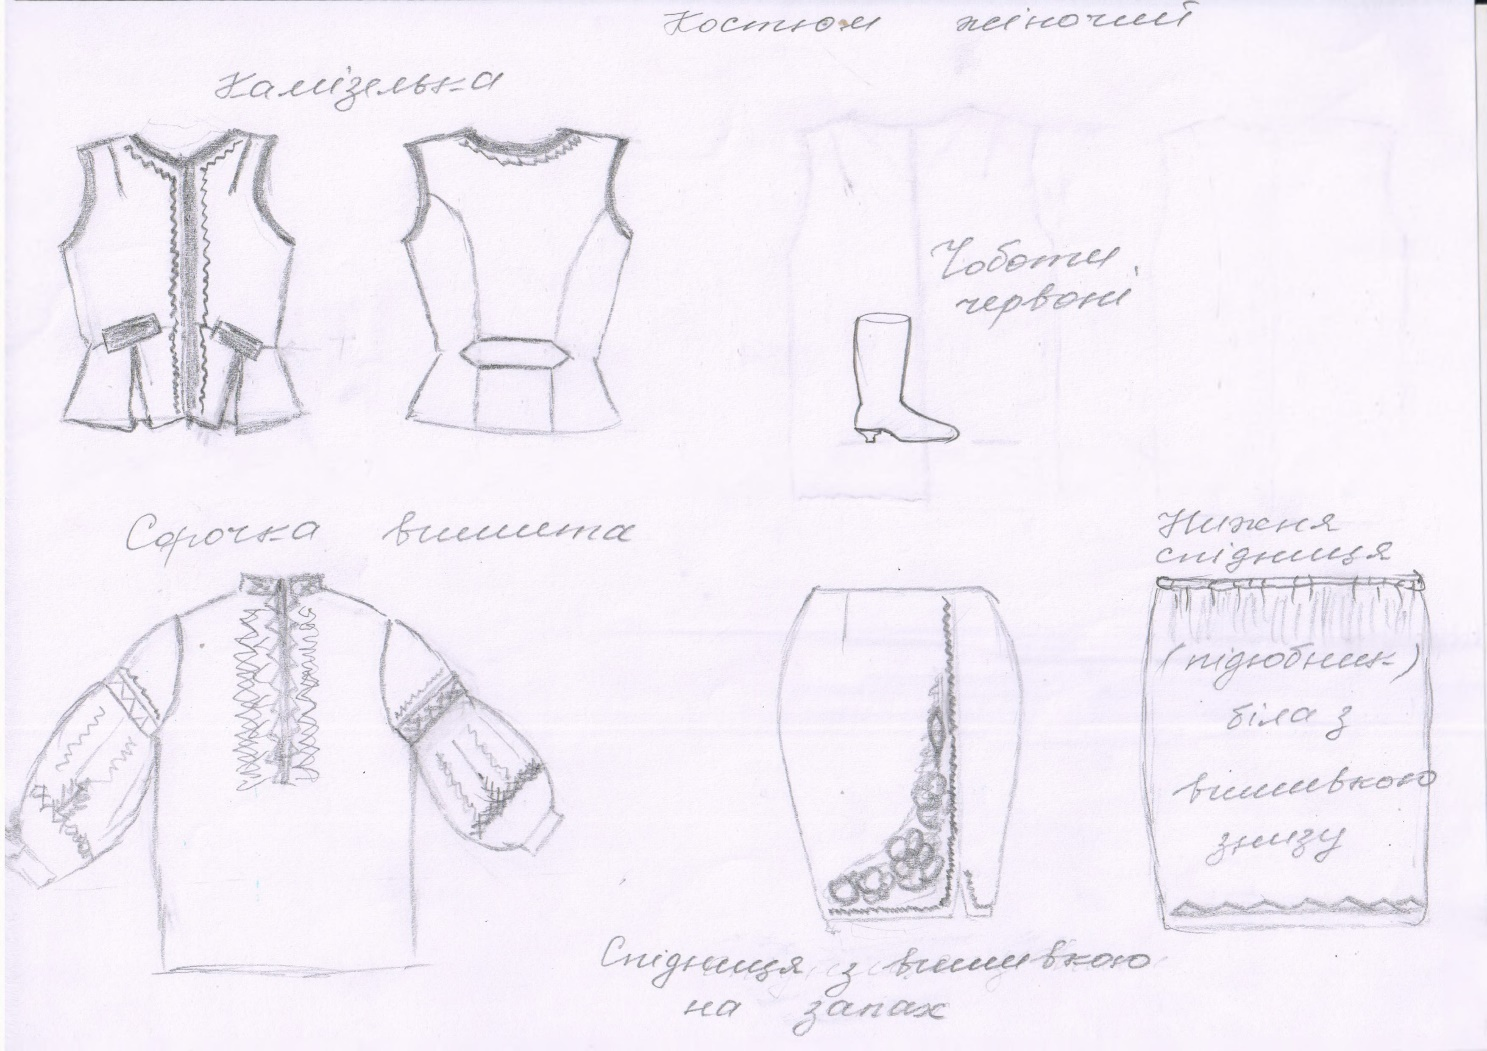 Костюм жіночий
Камізелька
Чоботи
червоні
Сорочка вишита
Нижня
спідниця
(підюбник)
біла з
вишивкою
знизу
Спідниця з вишивкою
на запах